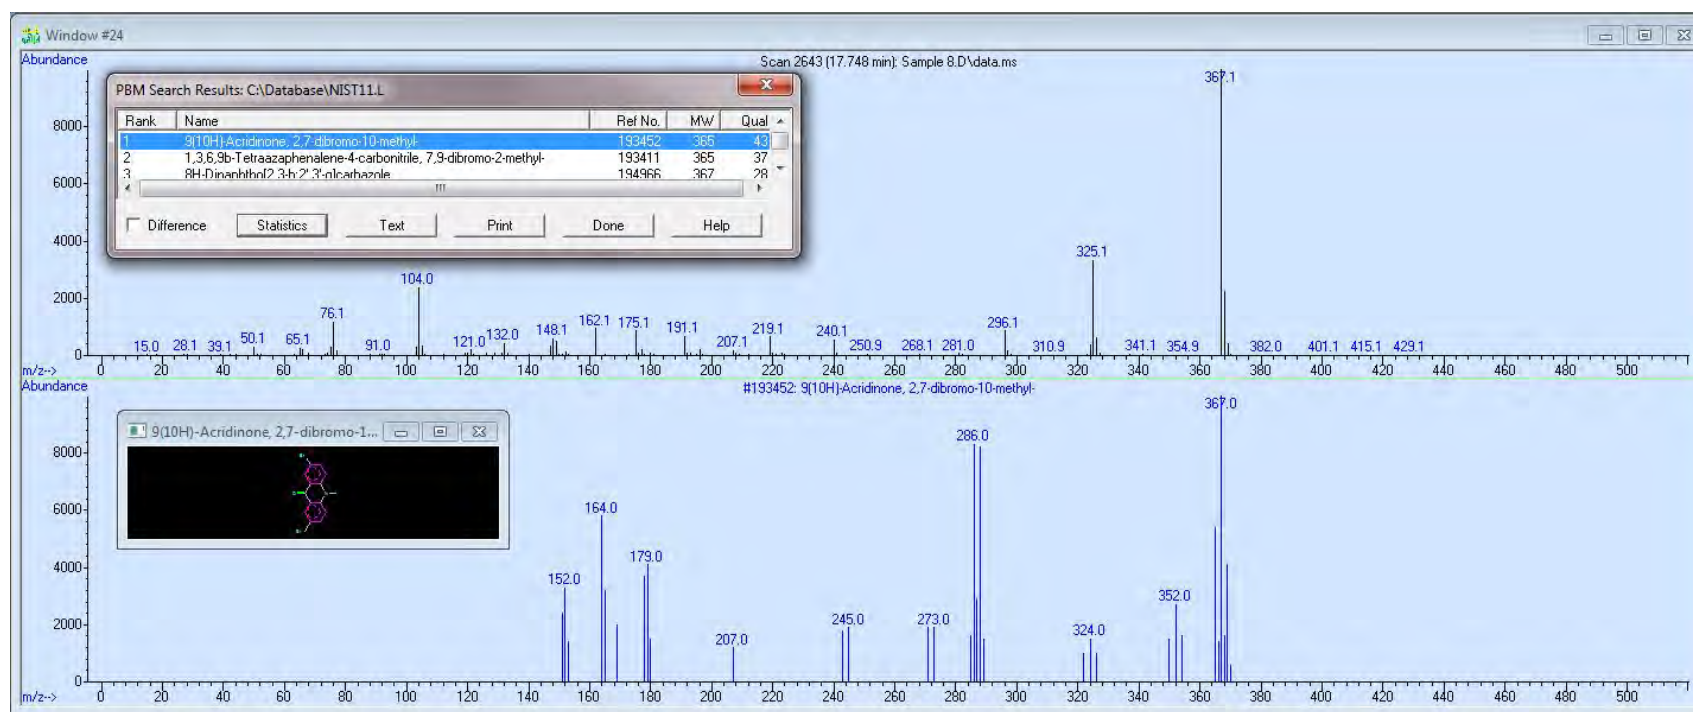 Window #24
Abundance
Scan 2643 (17.748 min): Sample 8.D\data.ms
PBM Search Results: C:\Database\NIST11.L
Rank Name Ref No. MW Qual
1 9(10H)-Acridinone, 2,7-dibromo-10-methyl- 193452 365 43
2 1,3,6,9b-Tetraazaphenalene-4-carbonitrile, 7,9-dibromo-2-methyl- 193411 365 37
3 8H-Dinaphtho[2,3-h:2',3'-g]carbazole 194966 367 28
Difference Statistics Text Print Done Help
367.1
8000
6000
4000
325.1
104.0
2000
76.1
15.0 28.1 39.1 50.1 65.1 91.0 121.0 132.0 148.1 162.1 175.1 191.1 207.1 219.1 240.1 250.9 268.1 281.0 296.1 310.9 341.1 354.9 382.0 401.1 415.1 429.1
0
m/z--> 0 20 40 60 80 100 120 140 160 180 200 220 240 260 280 300 320 340 360 380 400 420 440 460 480 500
Abundance
#193452: 9(10H)-Acridinone, 2,7-dibromo-10-methyl-
367.0
9(10H)-Acridinone, 2,7-dibromo-1...
286.0
8000
164.0
6000
179.0
4000
152.0
352.0
2000
207.0 245.0 273.0 324.0
0
m/z--> 0 20 40 60 80 100 120 140 160 180 200 220 240 260 280 300 320 340 360 380 400 420 440 460 480 500